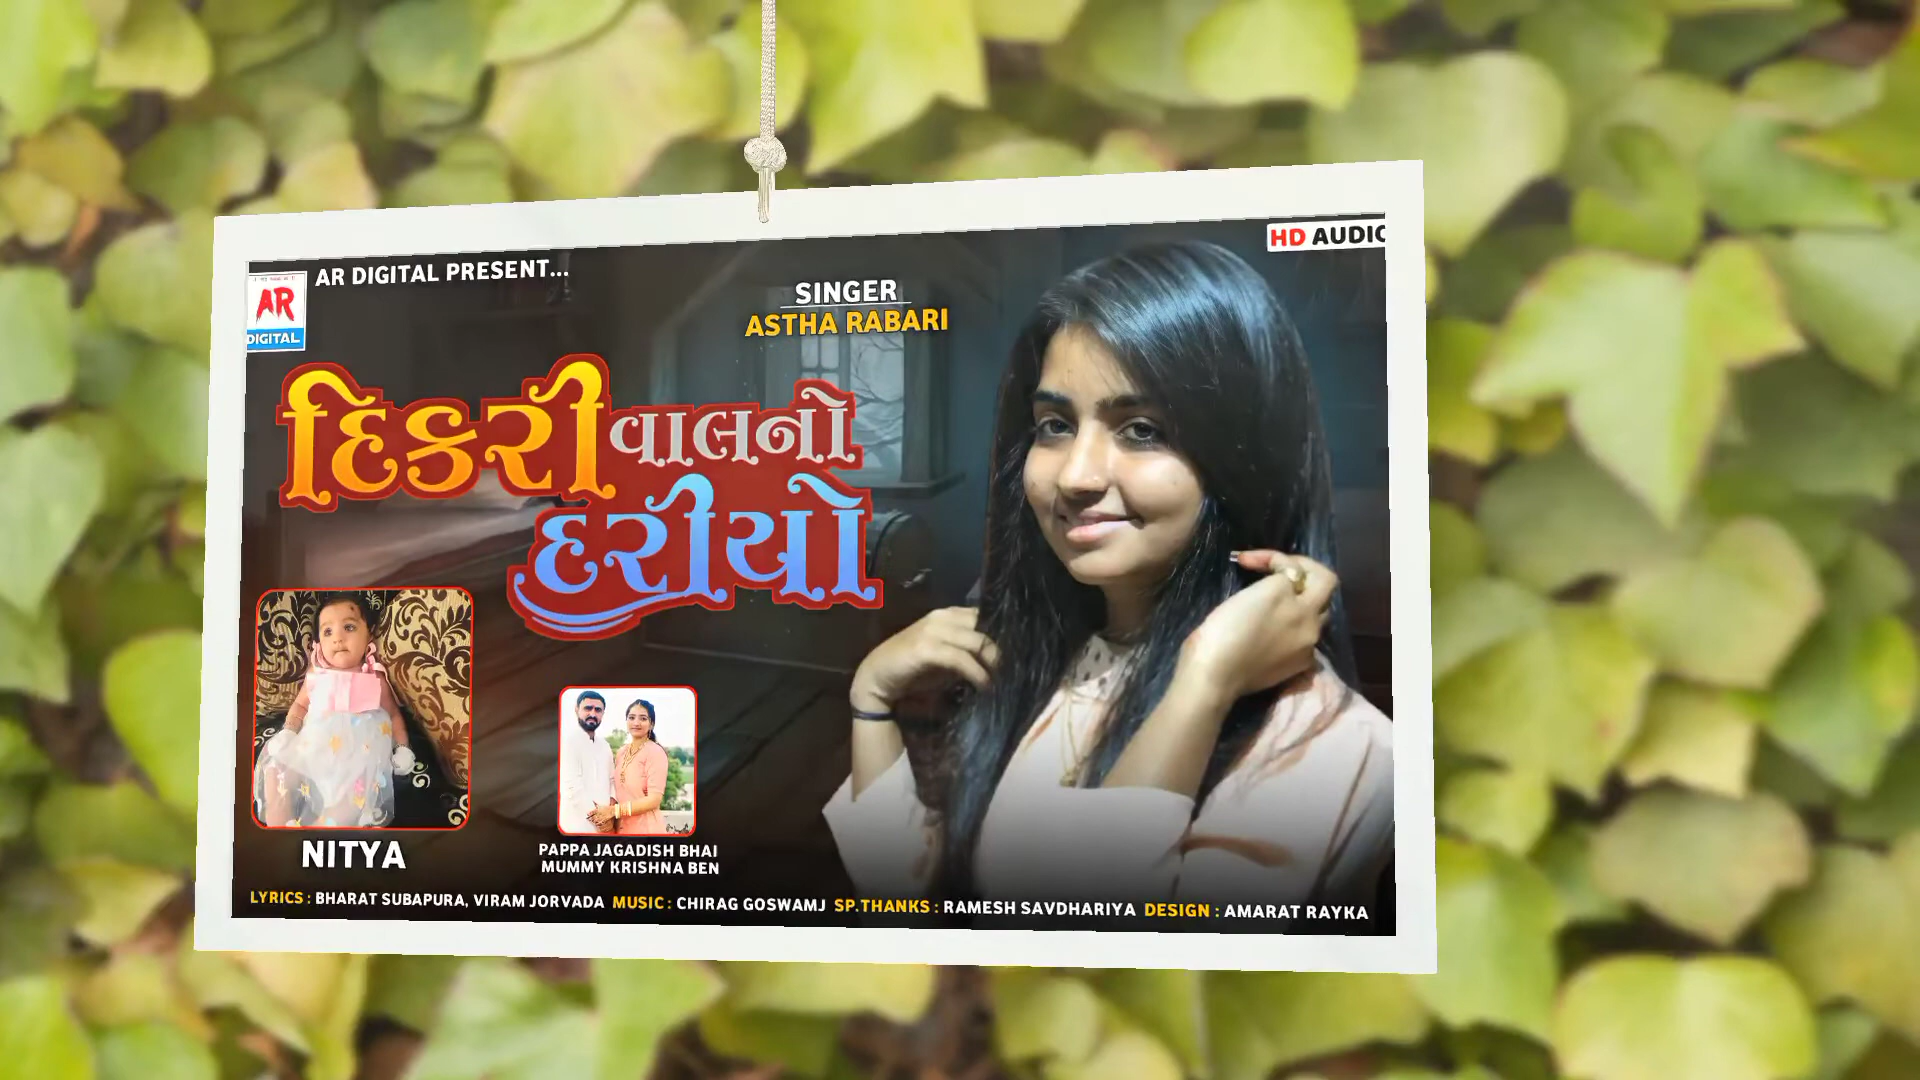 AR DIGITAL PRESENT...
HD AUDIO
AR
DIGITAL
SINGER
ASTHA RABARI
દિકરી વાલનો
દરીયો
NITYA
PAPPA JAGADISH BHAI
MUMMY KRISHNA BEN
LYRICS : BHARAT SUBAPURA, VIRAM JORVADA MUSIC : CHIRAG GOSWAMJ SP.THANKS : RAMESH SAVDHARIYA DESIGN : AMARAT RAYKA